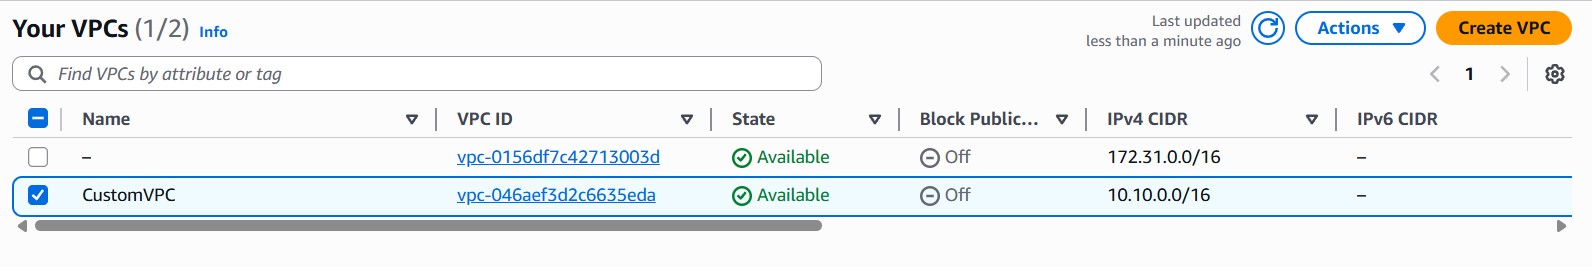 Your VPCs (1/2) Info
Last updated
less than a minute ago
Actions
Create VPC
Find VPCs by attribute or tag
1
Name VPC ID State Block Public... IPv4 CIDR IPv6 CIDR
– vpc-0156df7c42713003d Available Off 172.31.0.0/16 –
CustomVPC vpc-046aef3d2c6635eda Available Off 10.10.0.0/16 –